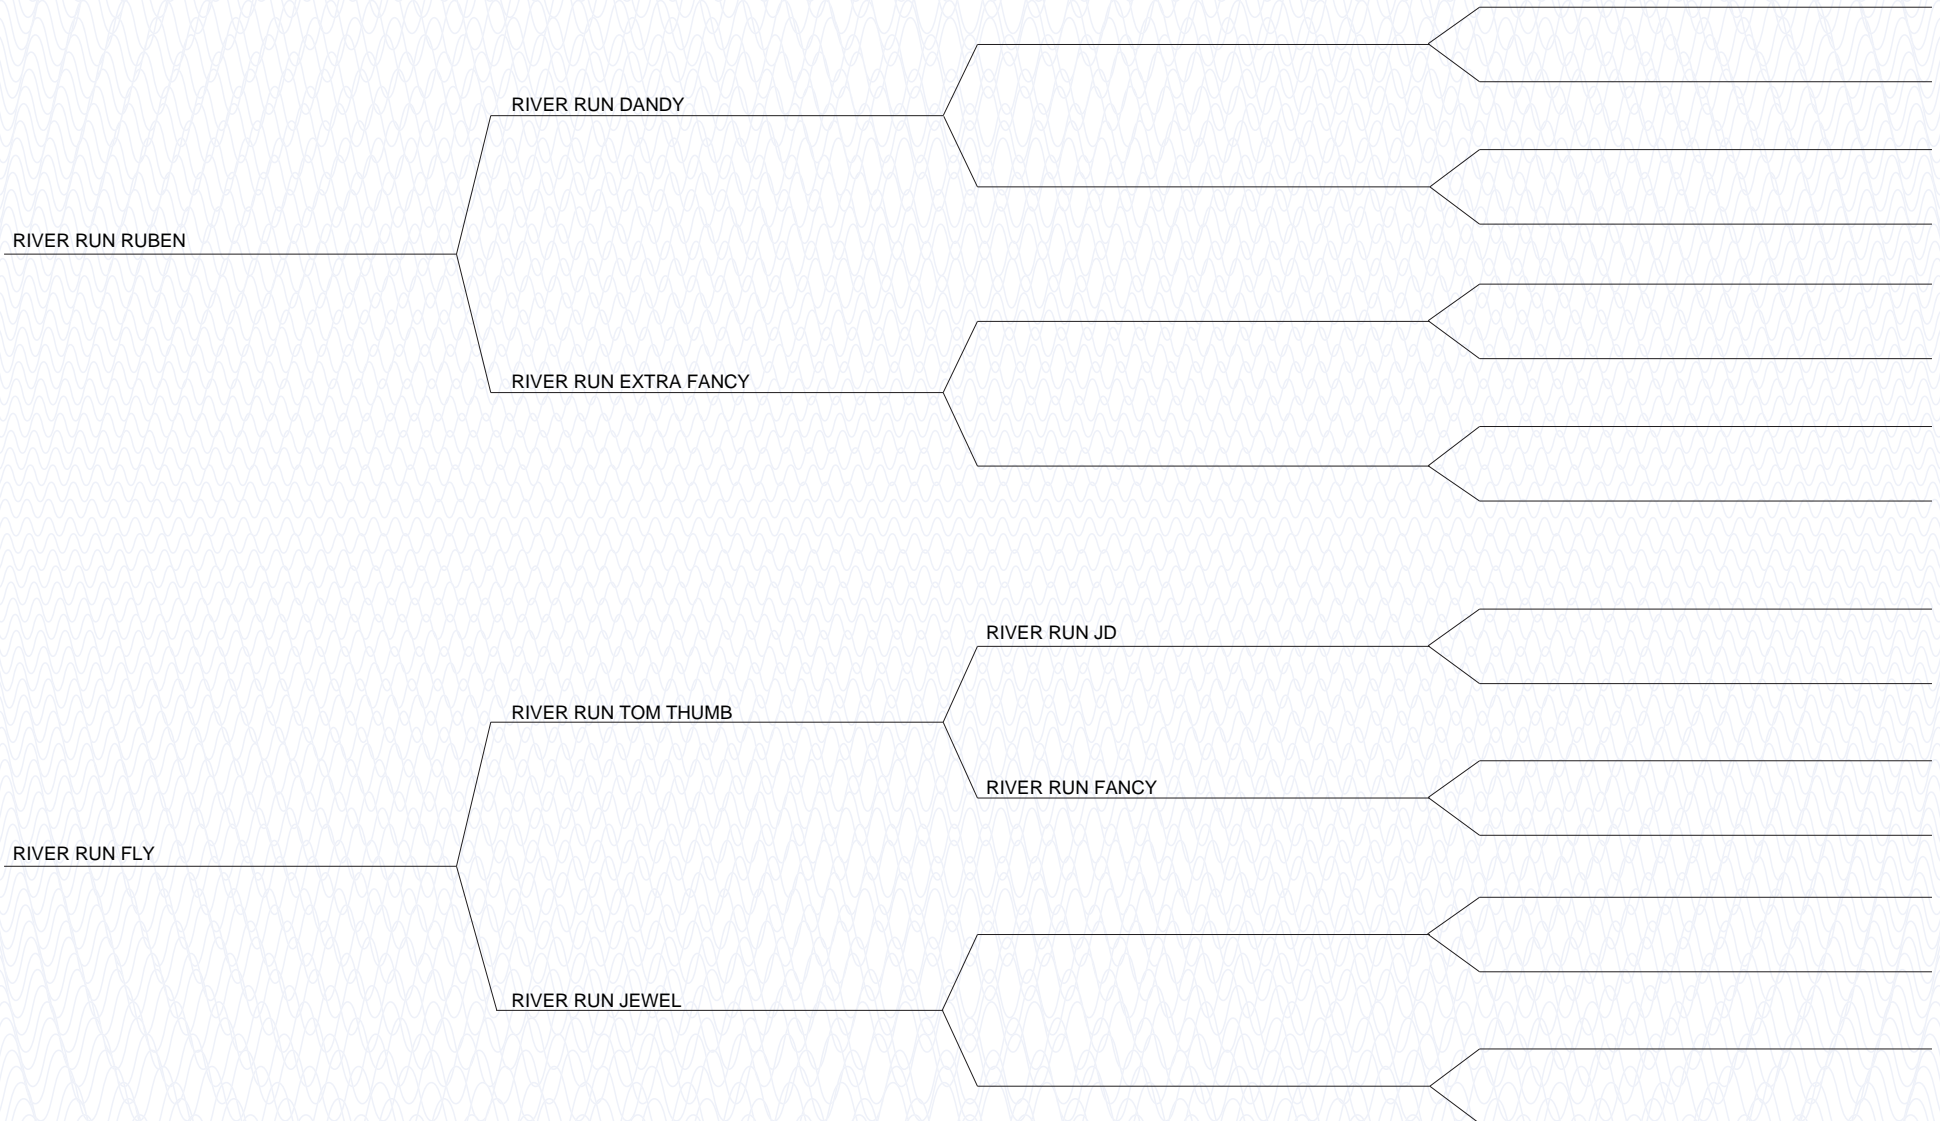 RIVER RUN DANDY
RIVER RUN RUBEN
RIVER RUN EXTRA FANCY
RIVER RUN JD
RIVER RUN TOM THUMB
RIVER RUN FANCY
RIVER RUN FLY
RIVER RUN JEWEL